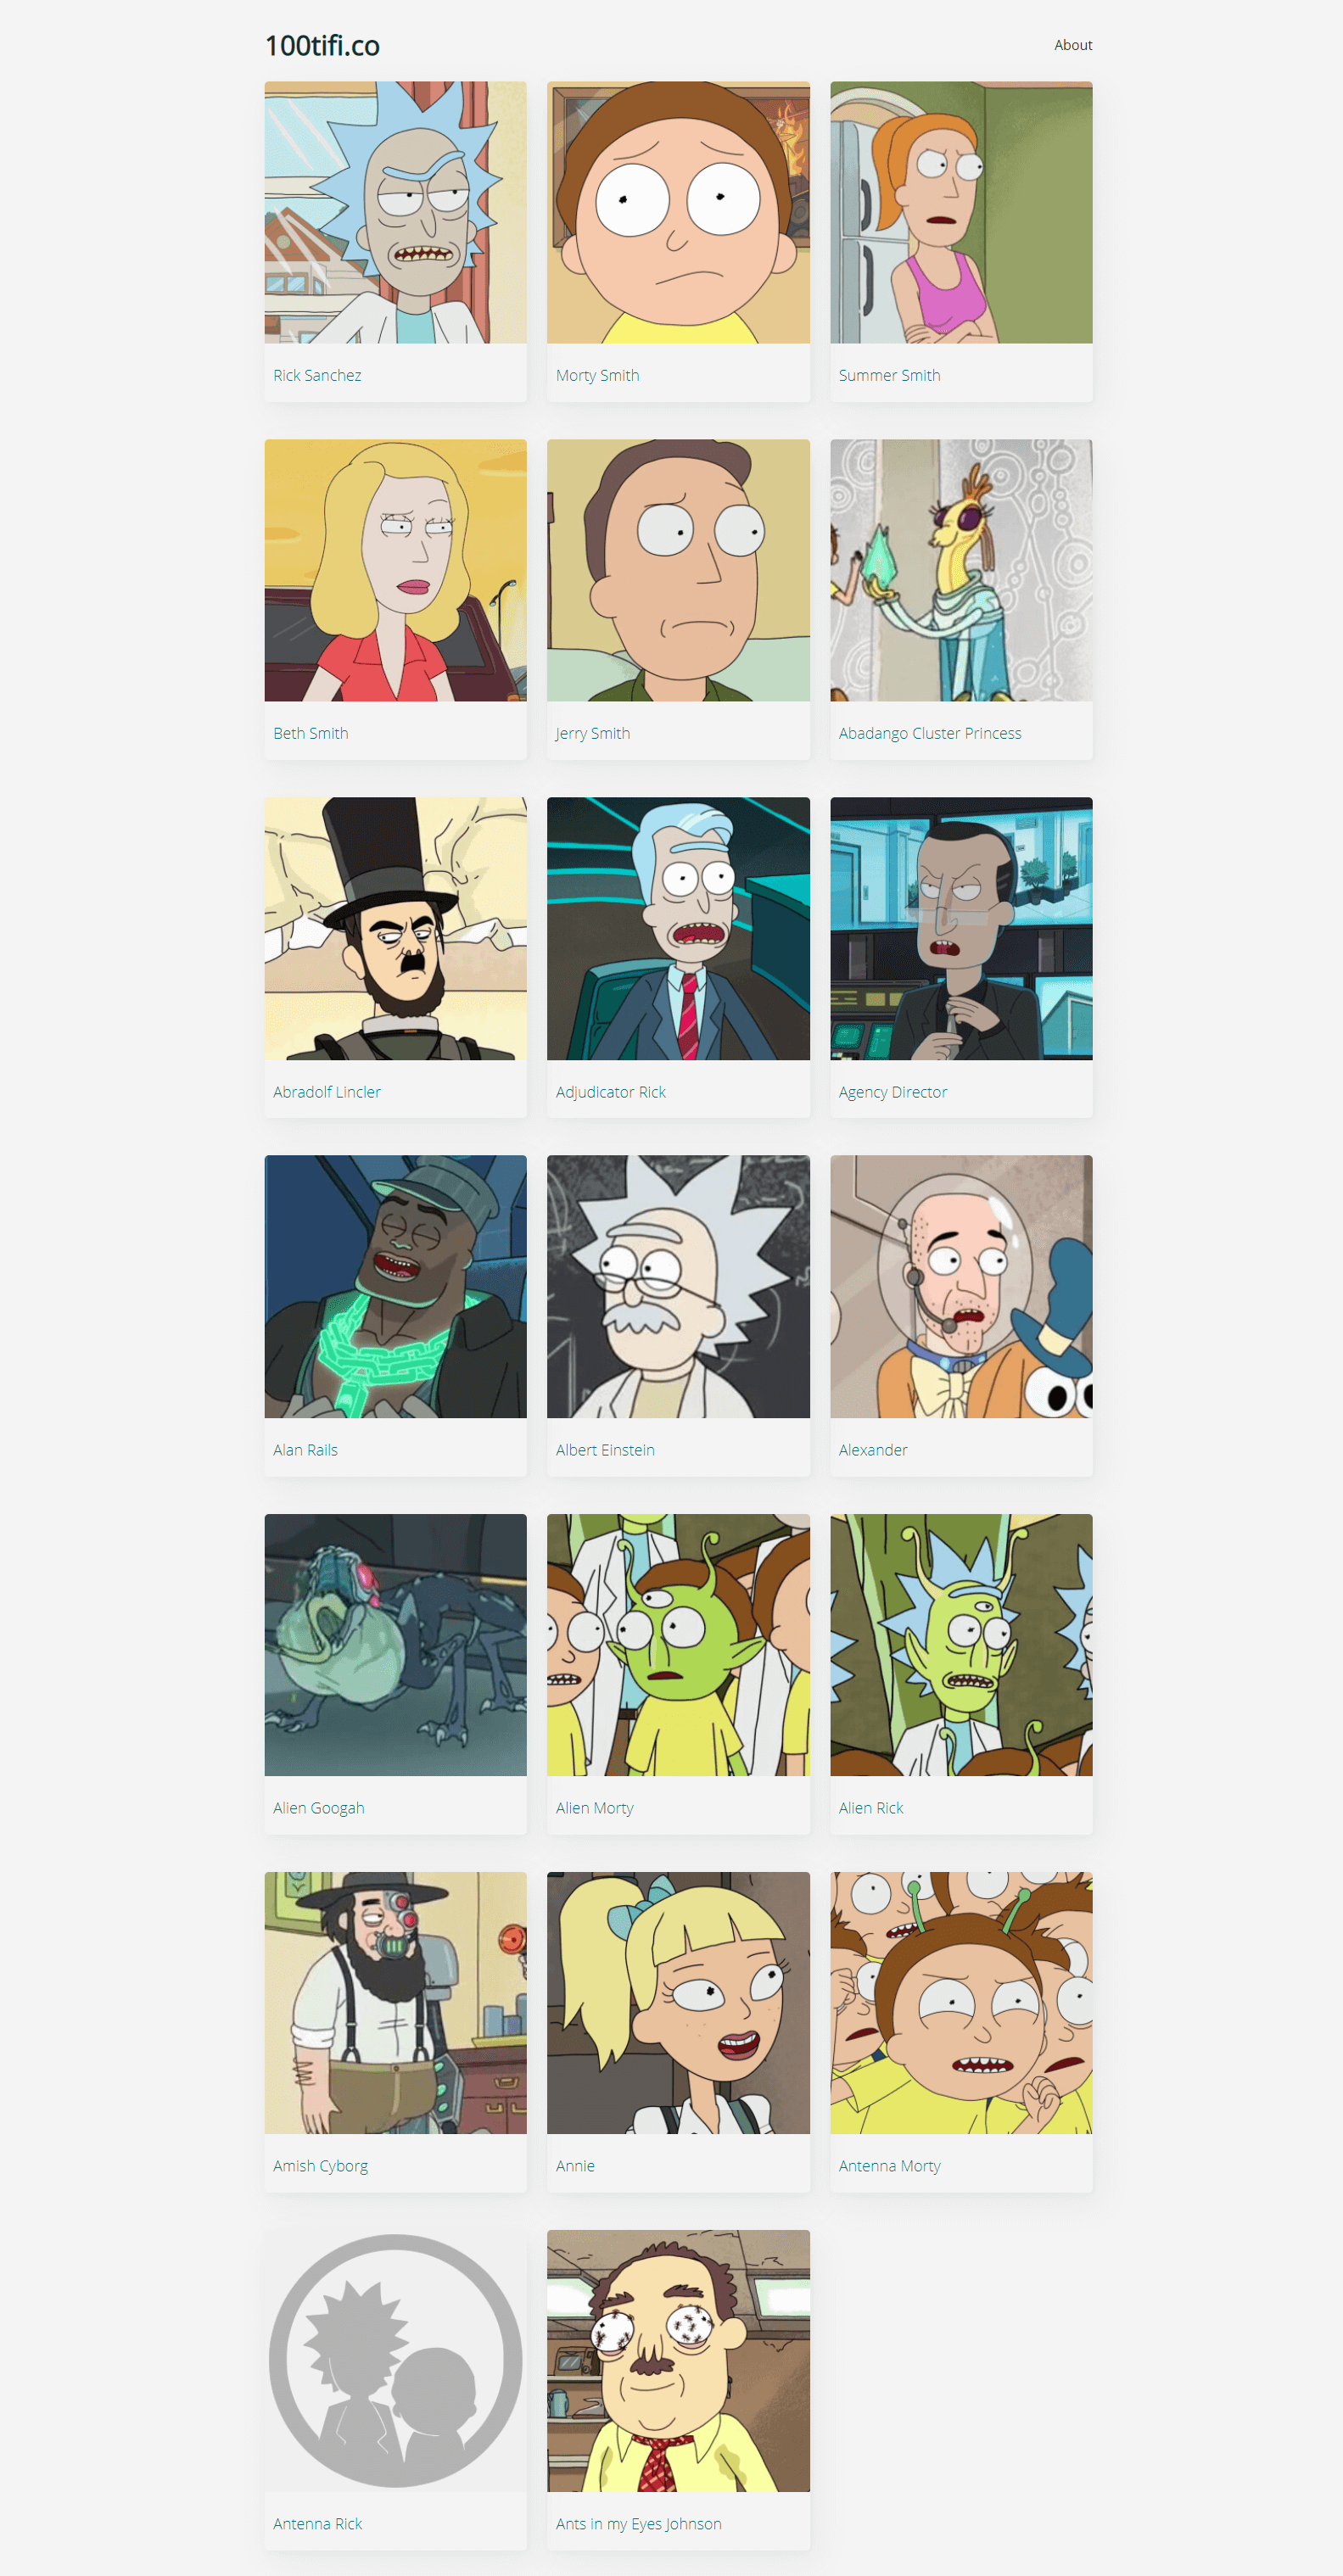 100tifi.co
About
Rick Sanchez
Morty Smith
Summer Smith
Beth Smith
Jerry Smith
Abadango Cluster Princess
Abradolf Lincler
Adjudicator Rick
Agency Director
Alan Rails
Albert Einstein
Alexander
Alien Googah
Alien Morty
Alien Rick
Amish Cyborg
Annie
Antenna Morty
Antenna Rick
Ants in my Eyes Johnson